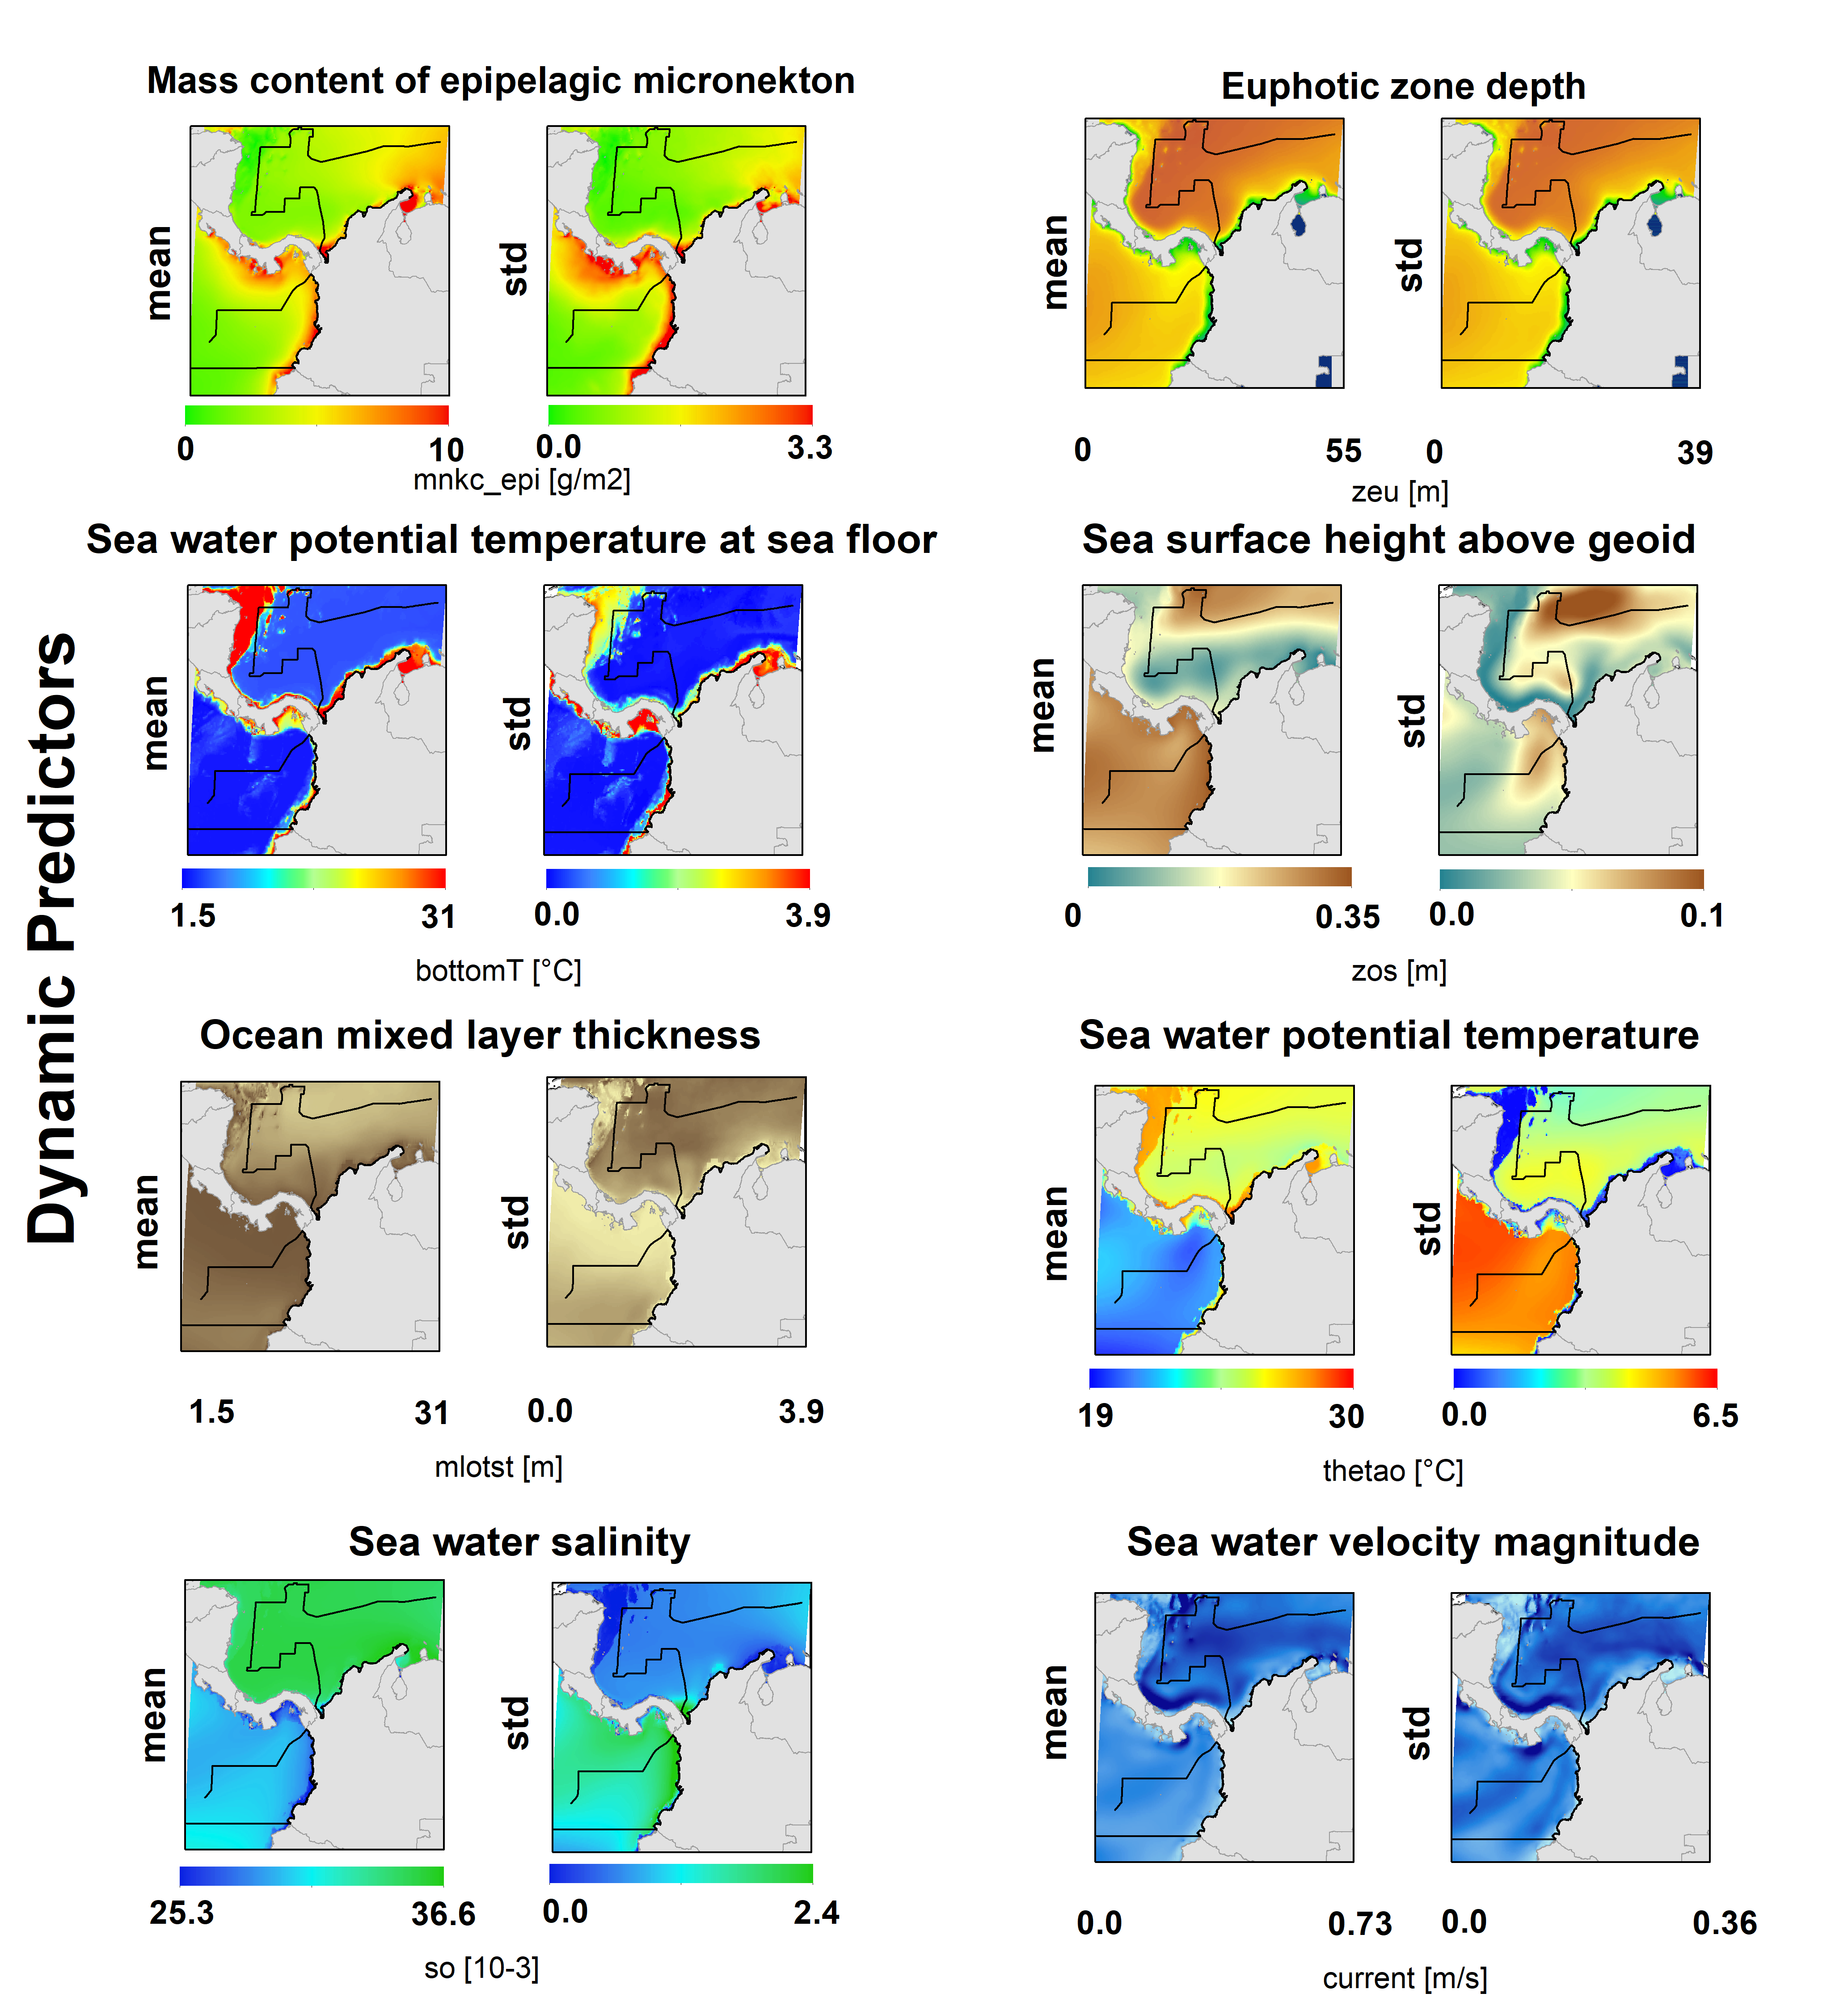 Dynamic Predictors
Mass content of epipelagic micronekton
mean
std
0 10 0.0 3.3
mnkc_epi [g/m2]
Euphotic zone depth
mean
std
0 55 0 39
zeu [m]
Sea water potential temperature at sea floor
mean
std
1.5 31 0.0 3.9
bottomT [°C]
Sea surface height above geoid
mean
std
0 0.35 0.0 0.1
zos [m]
Ocean mixed layer thickness
mean
std
1.5 31 0.0 3.9
mlotst [m]
Sea water potential temperature
mean
std
19 30 0.0 6.5
thetao [°C]
Sea water salinity
mean
std
25.3 36.6 0.0 2.4
so [10-3]
Sea water velocity magnitude
mean
std
0.0 0.73 0.0 0.36
current [m/s]